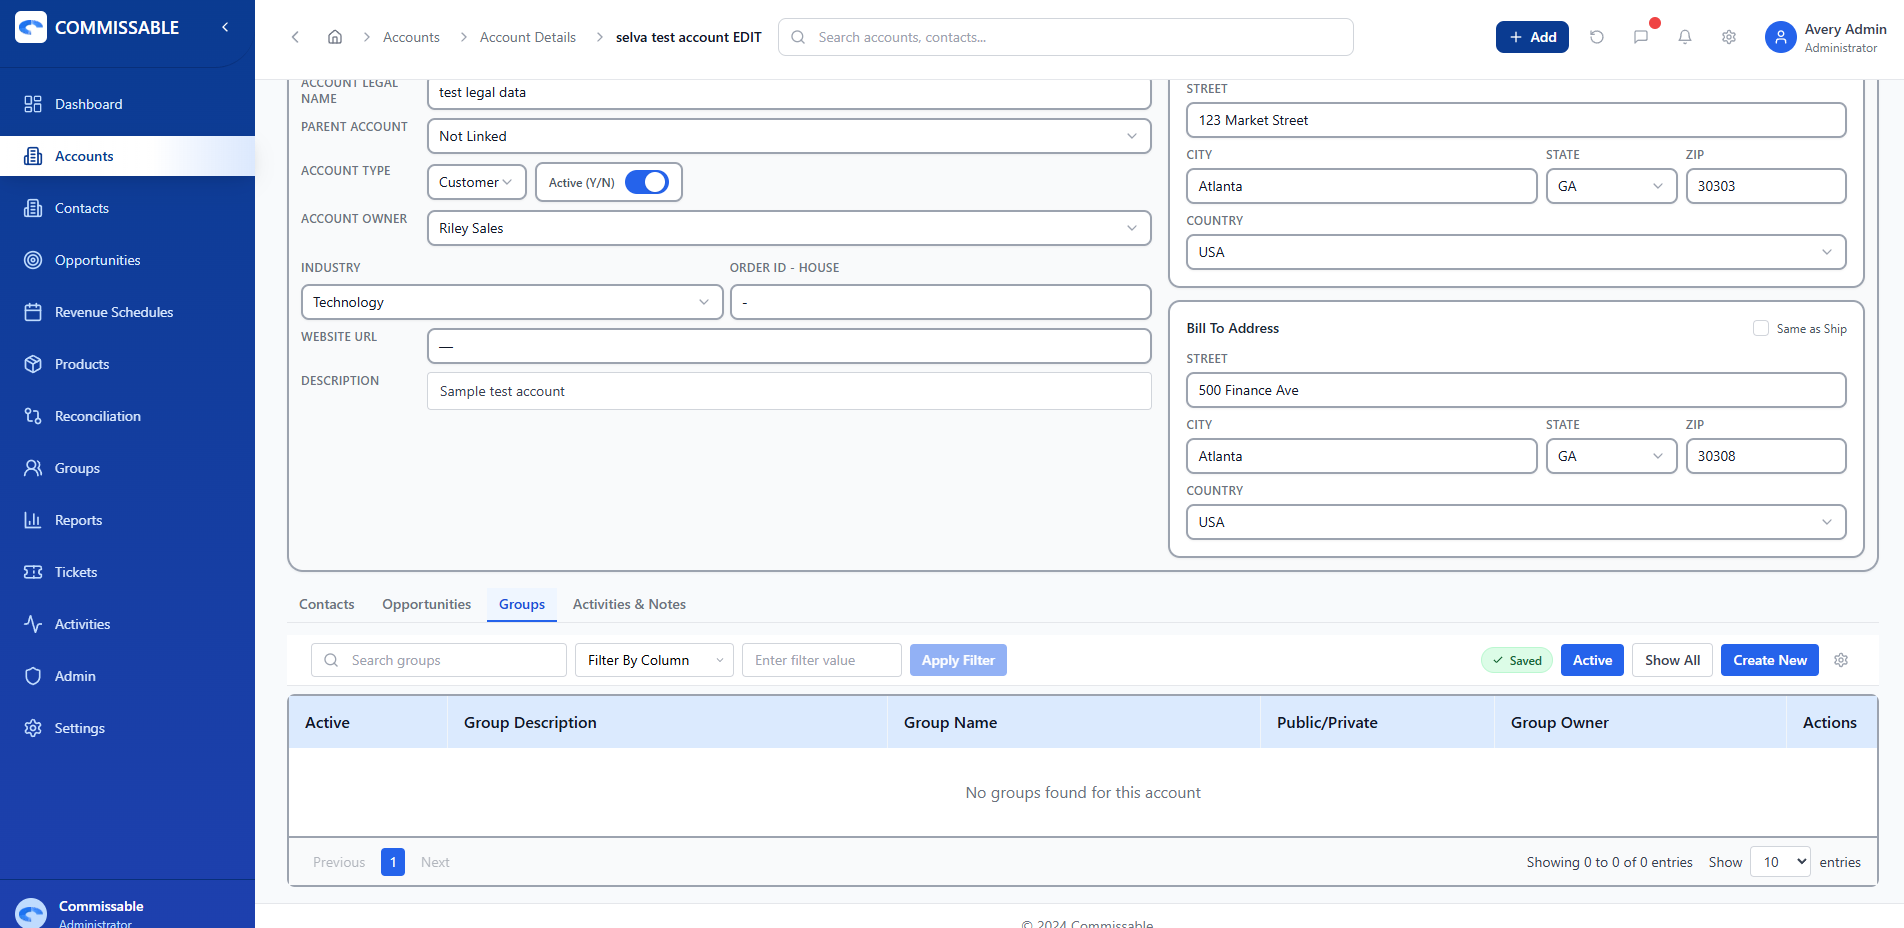 COMMISSABLE
Dashboard
Accounts
Contacts
Opportunities
Revenue Schedules
Products
Reconciliation
Groups
Reports
Tickets
Activities
Admin
Settings
Commissable
Administrator
Accounts
Account Details
selva test account EDIT
Search accounts, contacts...
Add
Avery Admin
Administrator
ACCOUNT LEGAL
NAME
test legal data
PARENT ACCOUNT
Not Linked
ACCOUNT TYPE
Customer
Active (Y/N)
ACCOUNT OWNER
Riley Sales
INDUSTRY
ORDER ID - HOUSE
Technology
-
WEBSITE URL
—
DESCRIPTION
Sample test account
STREET
123 Market Street
CITY
STATE
ZIP
Atlanta
GA
30303
COUNTRY
USA
Bill To Address
Same as Ship
STREET
500 Finance Ave
CITY
STATE
ZIP
Atlanta
GA
30308
COUNTRY
USA
Contacts
Opportunities
Groups
Activities & Notes
Search groups
Filter By Column
Enter filter value
Apply Filter
Saved
Active
Show All
Create New
Active
Group Description
Group Name
Public/Private
Group Owner
Actions
No groups found for this account
Previous
1
Next
Showing 0 to 0 of 0 entries
Show
10
entries
© 2024 Commissable